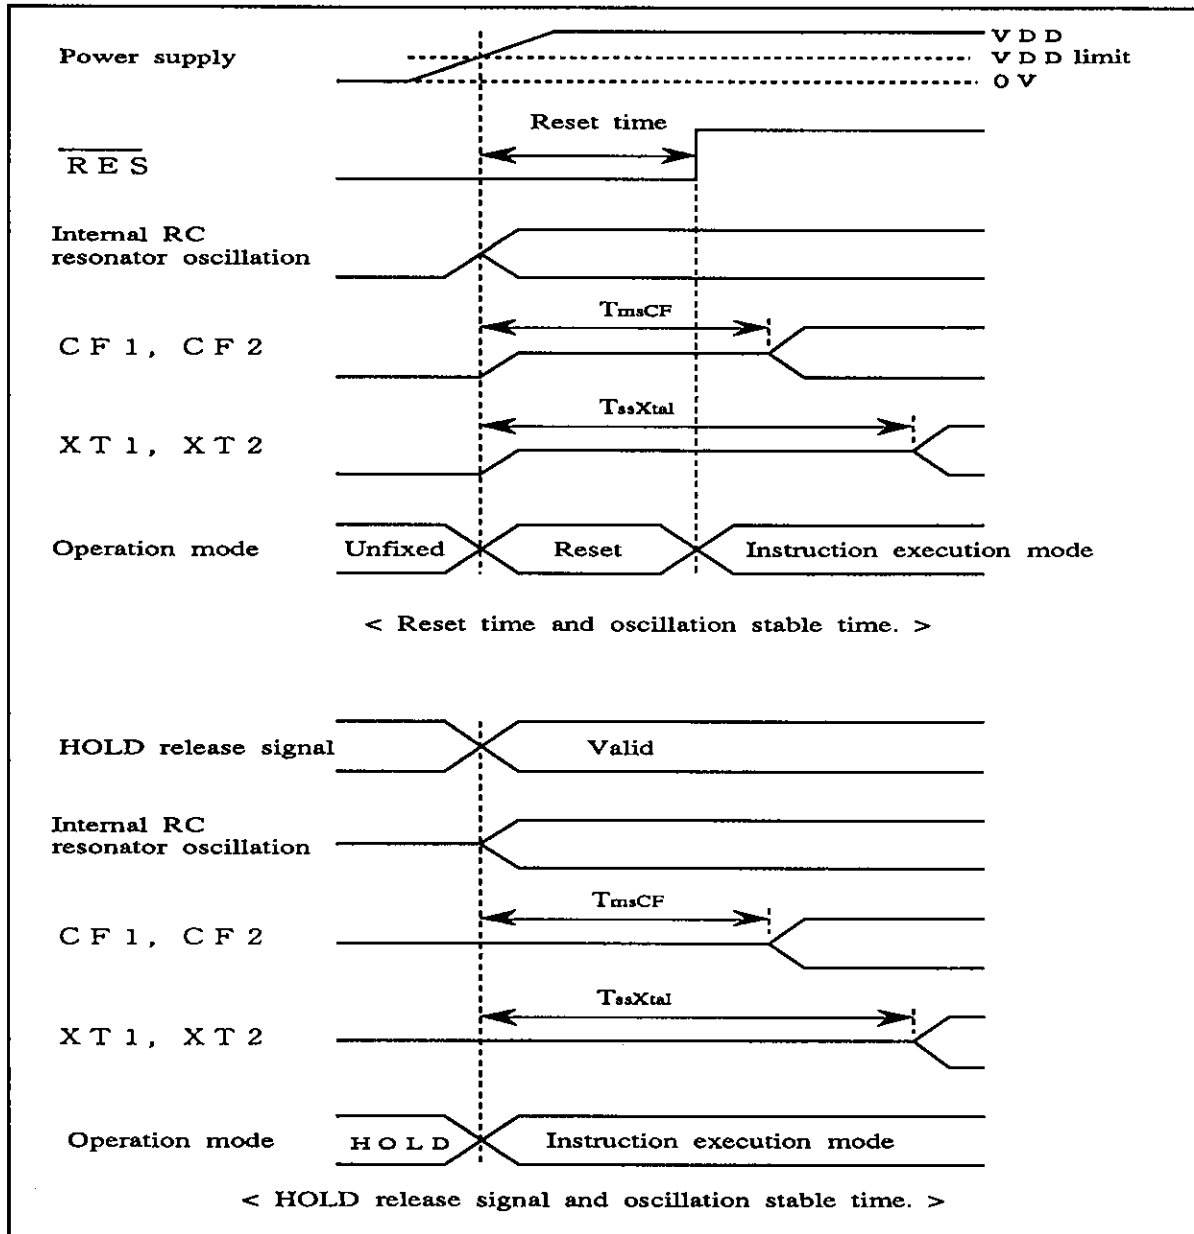 Power supply
VDD
VDD limit
0V
Reset time
RES
Internal RC
resonator oscillation
TmsCF
CF1, CF2
TssXtal
XT1, XT2
Operation mode
Unfixed
Reset
Instruction execution mode
< Reset time and oscillation stable time. >
HOLD release signal
Valid
Internal RC
resonator oscillation
TmsCF
CF1, CF2
TssXtal
XT1, XT2
Operation mode
HOLD
Instruction execution mode
< HOLD release signal and oscillation stable time. >